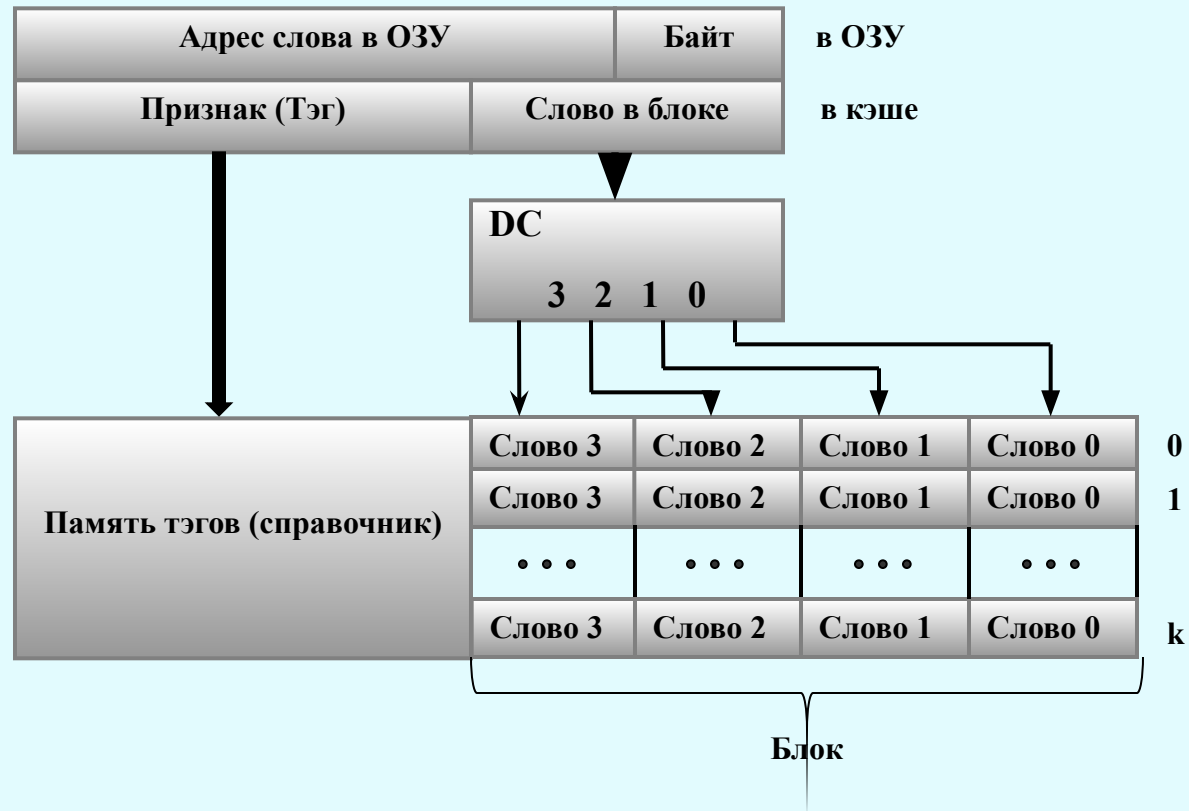 Адрес слова в ОЗУ Байт в ОЗУ
Признак (Тэг) Слово в блоке в кэше
DC
3 2 1 0
Слово 3 Слово 2 Слово 1 Слово 0 0
Слово 3 Слово 2 Слово 1 Слово 0 1
Память тэгов (справочник)
• • • • • • • • • • • •
Слово 3 Слово 2 Слово 1 Слово 0 k
Блок